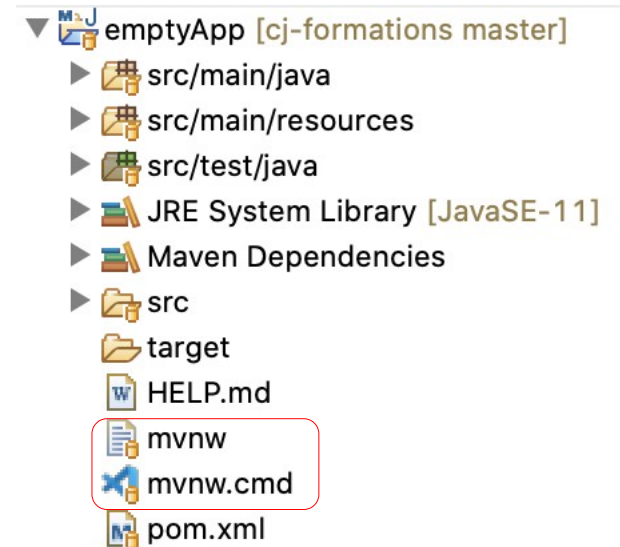 emptyApp [cj-formations master]
src/main/java
src/main/resources
src/test/java
JRE System Library [JavaSE-11]
Maven Dependencies
src
target
HELP.md
mvnw
mvnw.cmd
pom.xml